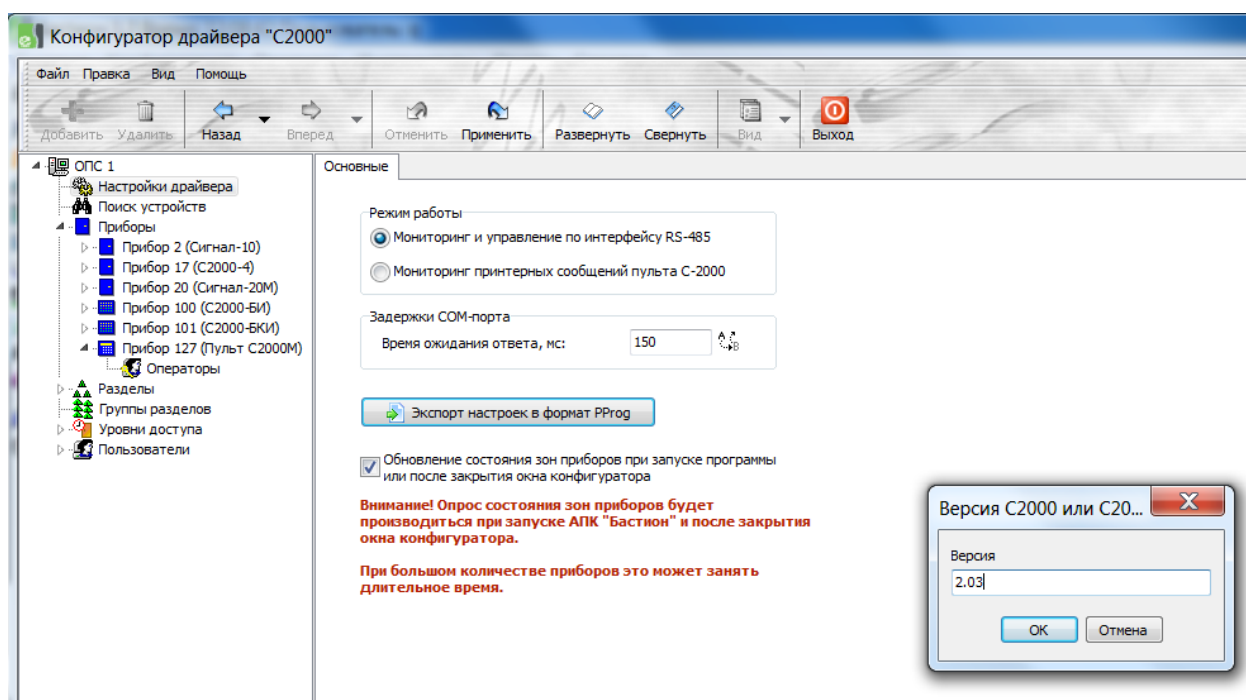 Конфигуратор драйвера "С2000"
Файл Правка Вид Помощь
Добавить Удалить Назад Вперед Отменить Применить Развернуть Свернуть Вид Выход
ОПС 1
Настройки драйвера
Поиск устройств
Приборы
Прибор 2 (Сигнал-10)
Прибор 17 (С2000-4)
Прибор 20 (Сигнал-20М)
Прибор 100 (С2000-БИ)
Прибор 101 (С2000-БКИ)
Прибор 127 (Пульт С2000М)
Операторы
Разделы
Группы разделов
Уровни доступа
Пользователи
Основные
Режим работы
Мониторинг и управление по интерфейсу RS-485
Мониторинг принтерных сообщений пульта С-2000
Задержки COM-порта
Время ожидания ответа, мс: 150
Экспорт настроек в формат PProg
Обновление состояния зон приборов при запуске программы
или после закрытия окна конфигуратора
Внимание! Опрос состояния зон приборов будет
производиться при запуске АПК "Бастион" и после закрытия
окна конфигуратора.
При большом количестве приборов это может занять
длительное время.
Версия С2000 или С20...
Версия
2.03
ОК Отмена